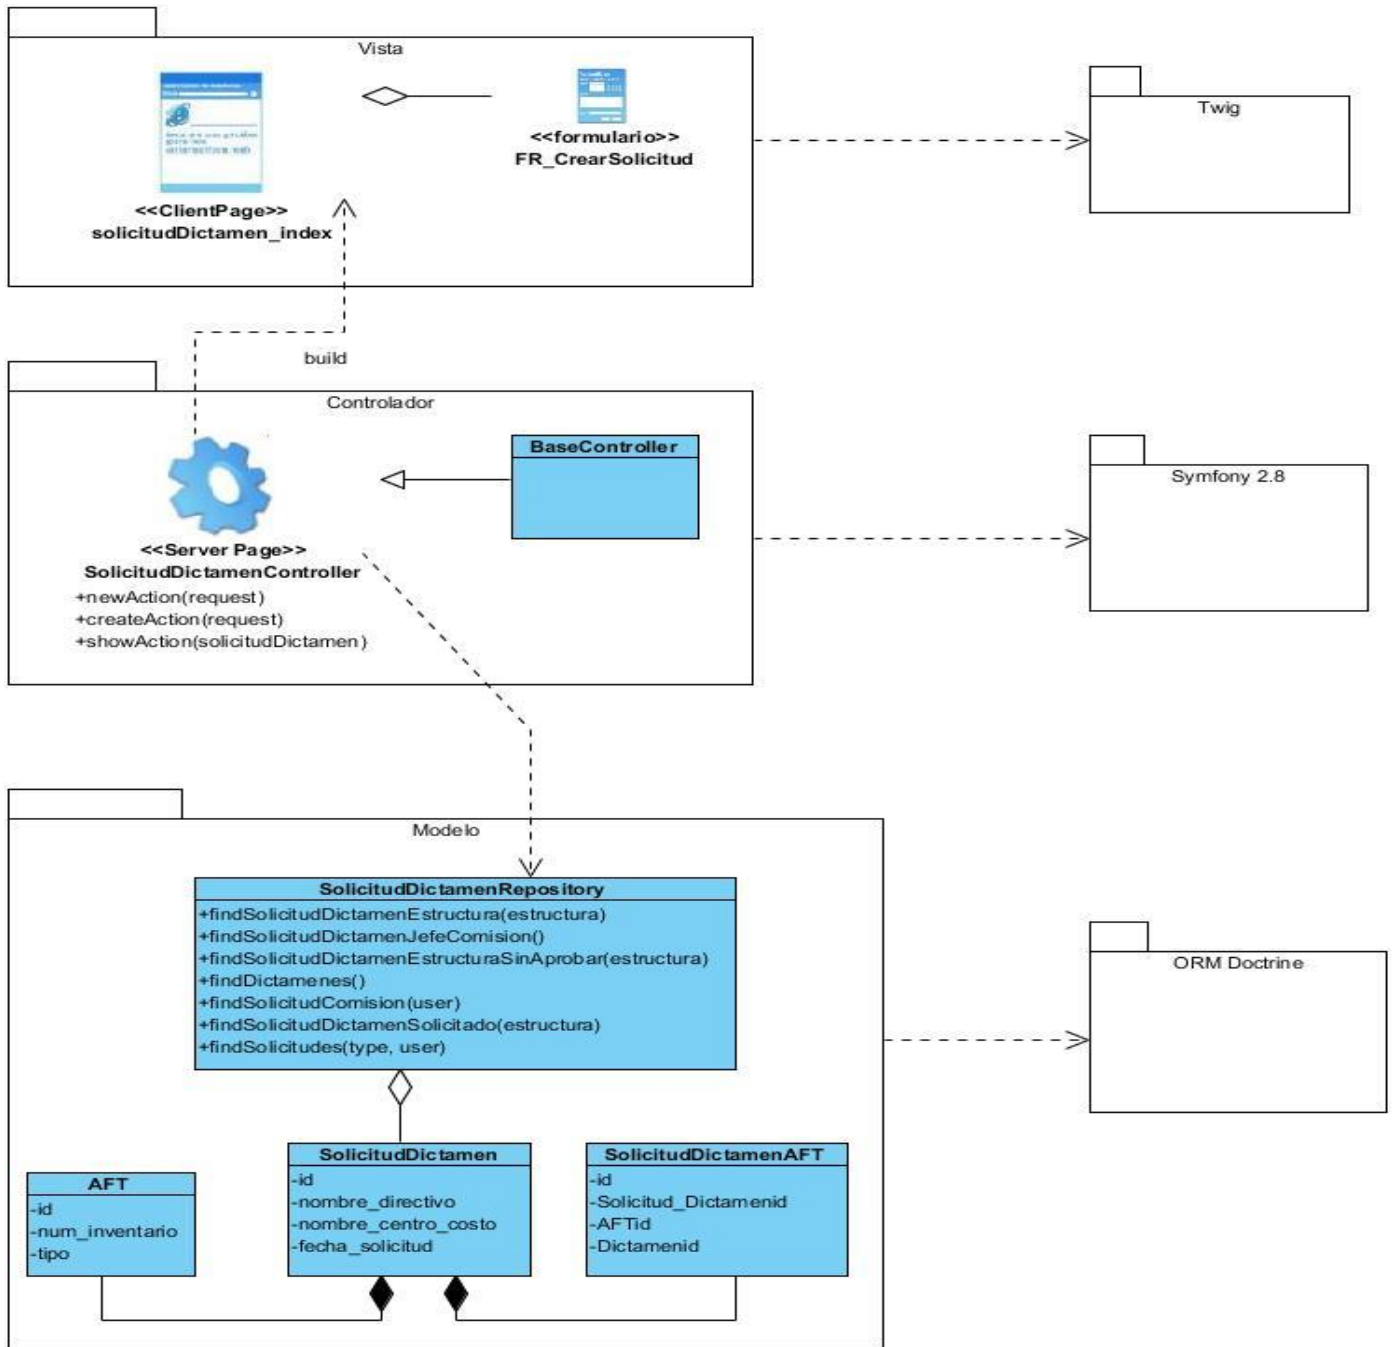 Vista
<<ClientPage>>
solicitudDictamen_index
<<formulario>>
FR_CrearSolicitud
Twig
build
Controlador
<<Server Page>>
SolicitudDictamenController
+newAction(request)
+createAction(request)
+showAction(solicitudDictamen)
BaseController
Symfony 2.8
Modelo
SolicitudDictamenRepository
+findSolicitudDictamenEstructura(estructura)
+findSolicitudDictamenJefeComision()
+findSolicitudDictamenEstructuraSinAprobar(estructura)
+findDictamenes()
+findSolicitudComision(user)
+findSolicitudDictamenSolicitado(estructura)
+findSolicitudes(type, user)
ORM Doctrine
AFT
-id
-num_inventario
-tipo
SolicitudDictamen
-id
-nombre_directivo
-nombre_centro_costo
-fecha_solicitud
SolicitudDictamenAFT
-id
-Solicitud_Dictamenid
-AFTid
-Dictamenid